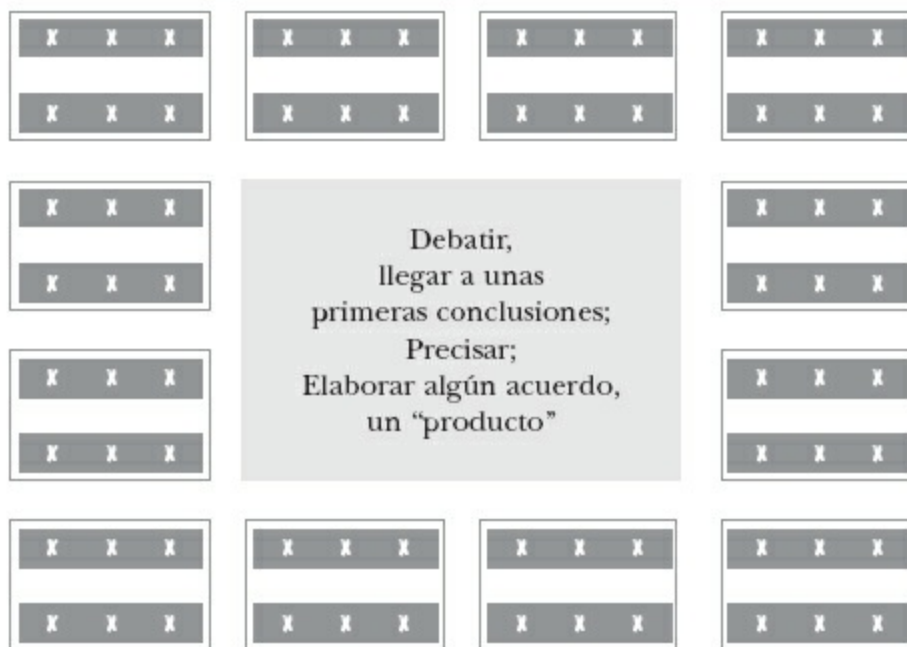 Debatir,
llegar a unas
primeras conclusiones;
Precisar;
Elaborar algún acuerdo,
un “producto”